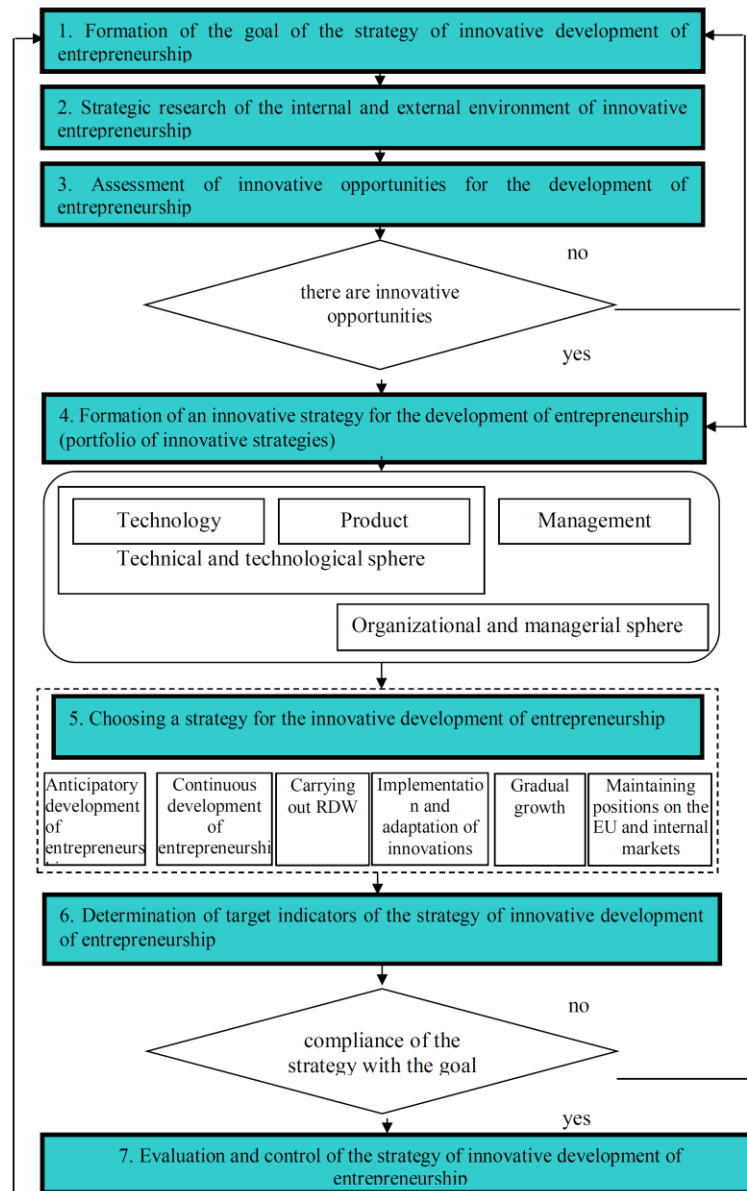 1. Formation of the goal of the strategy of innovative development of
entrepreneurship
2. Strategic research of the internal and external environment of innovative
entrepreneurship
3. Assessment of innovative opportunities for the development of
entrepreneurship
no
there are innovative
opportunities
yes
4. Formation of an innovative strategy for the development of entrepreneurship
(portfolio of innovative strategies)
Technology
Product
Management
Technical and technological sphere
Organizational and managerial sphere
5. Choosing a strategy for the innovative development of entrepreneurship
Anticipatory
development
of
entrepreneurs
Continuous
development
of
entrepreneurshi
Carrying
out RDW
Implementatio
n and
adaptation of
innovations
Gradual
growth
Maintaining
positions on the
EU and internal
markets
6. Determination of target indicators of the strategy of innovative development
of entrepreneurship
no
compliance of the
strategy with the goal
yes
7. Evaluation and control of the strategy of innovative development of
entrepreneurship